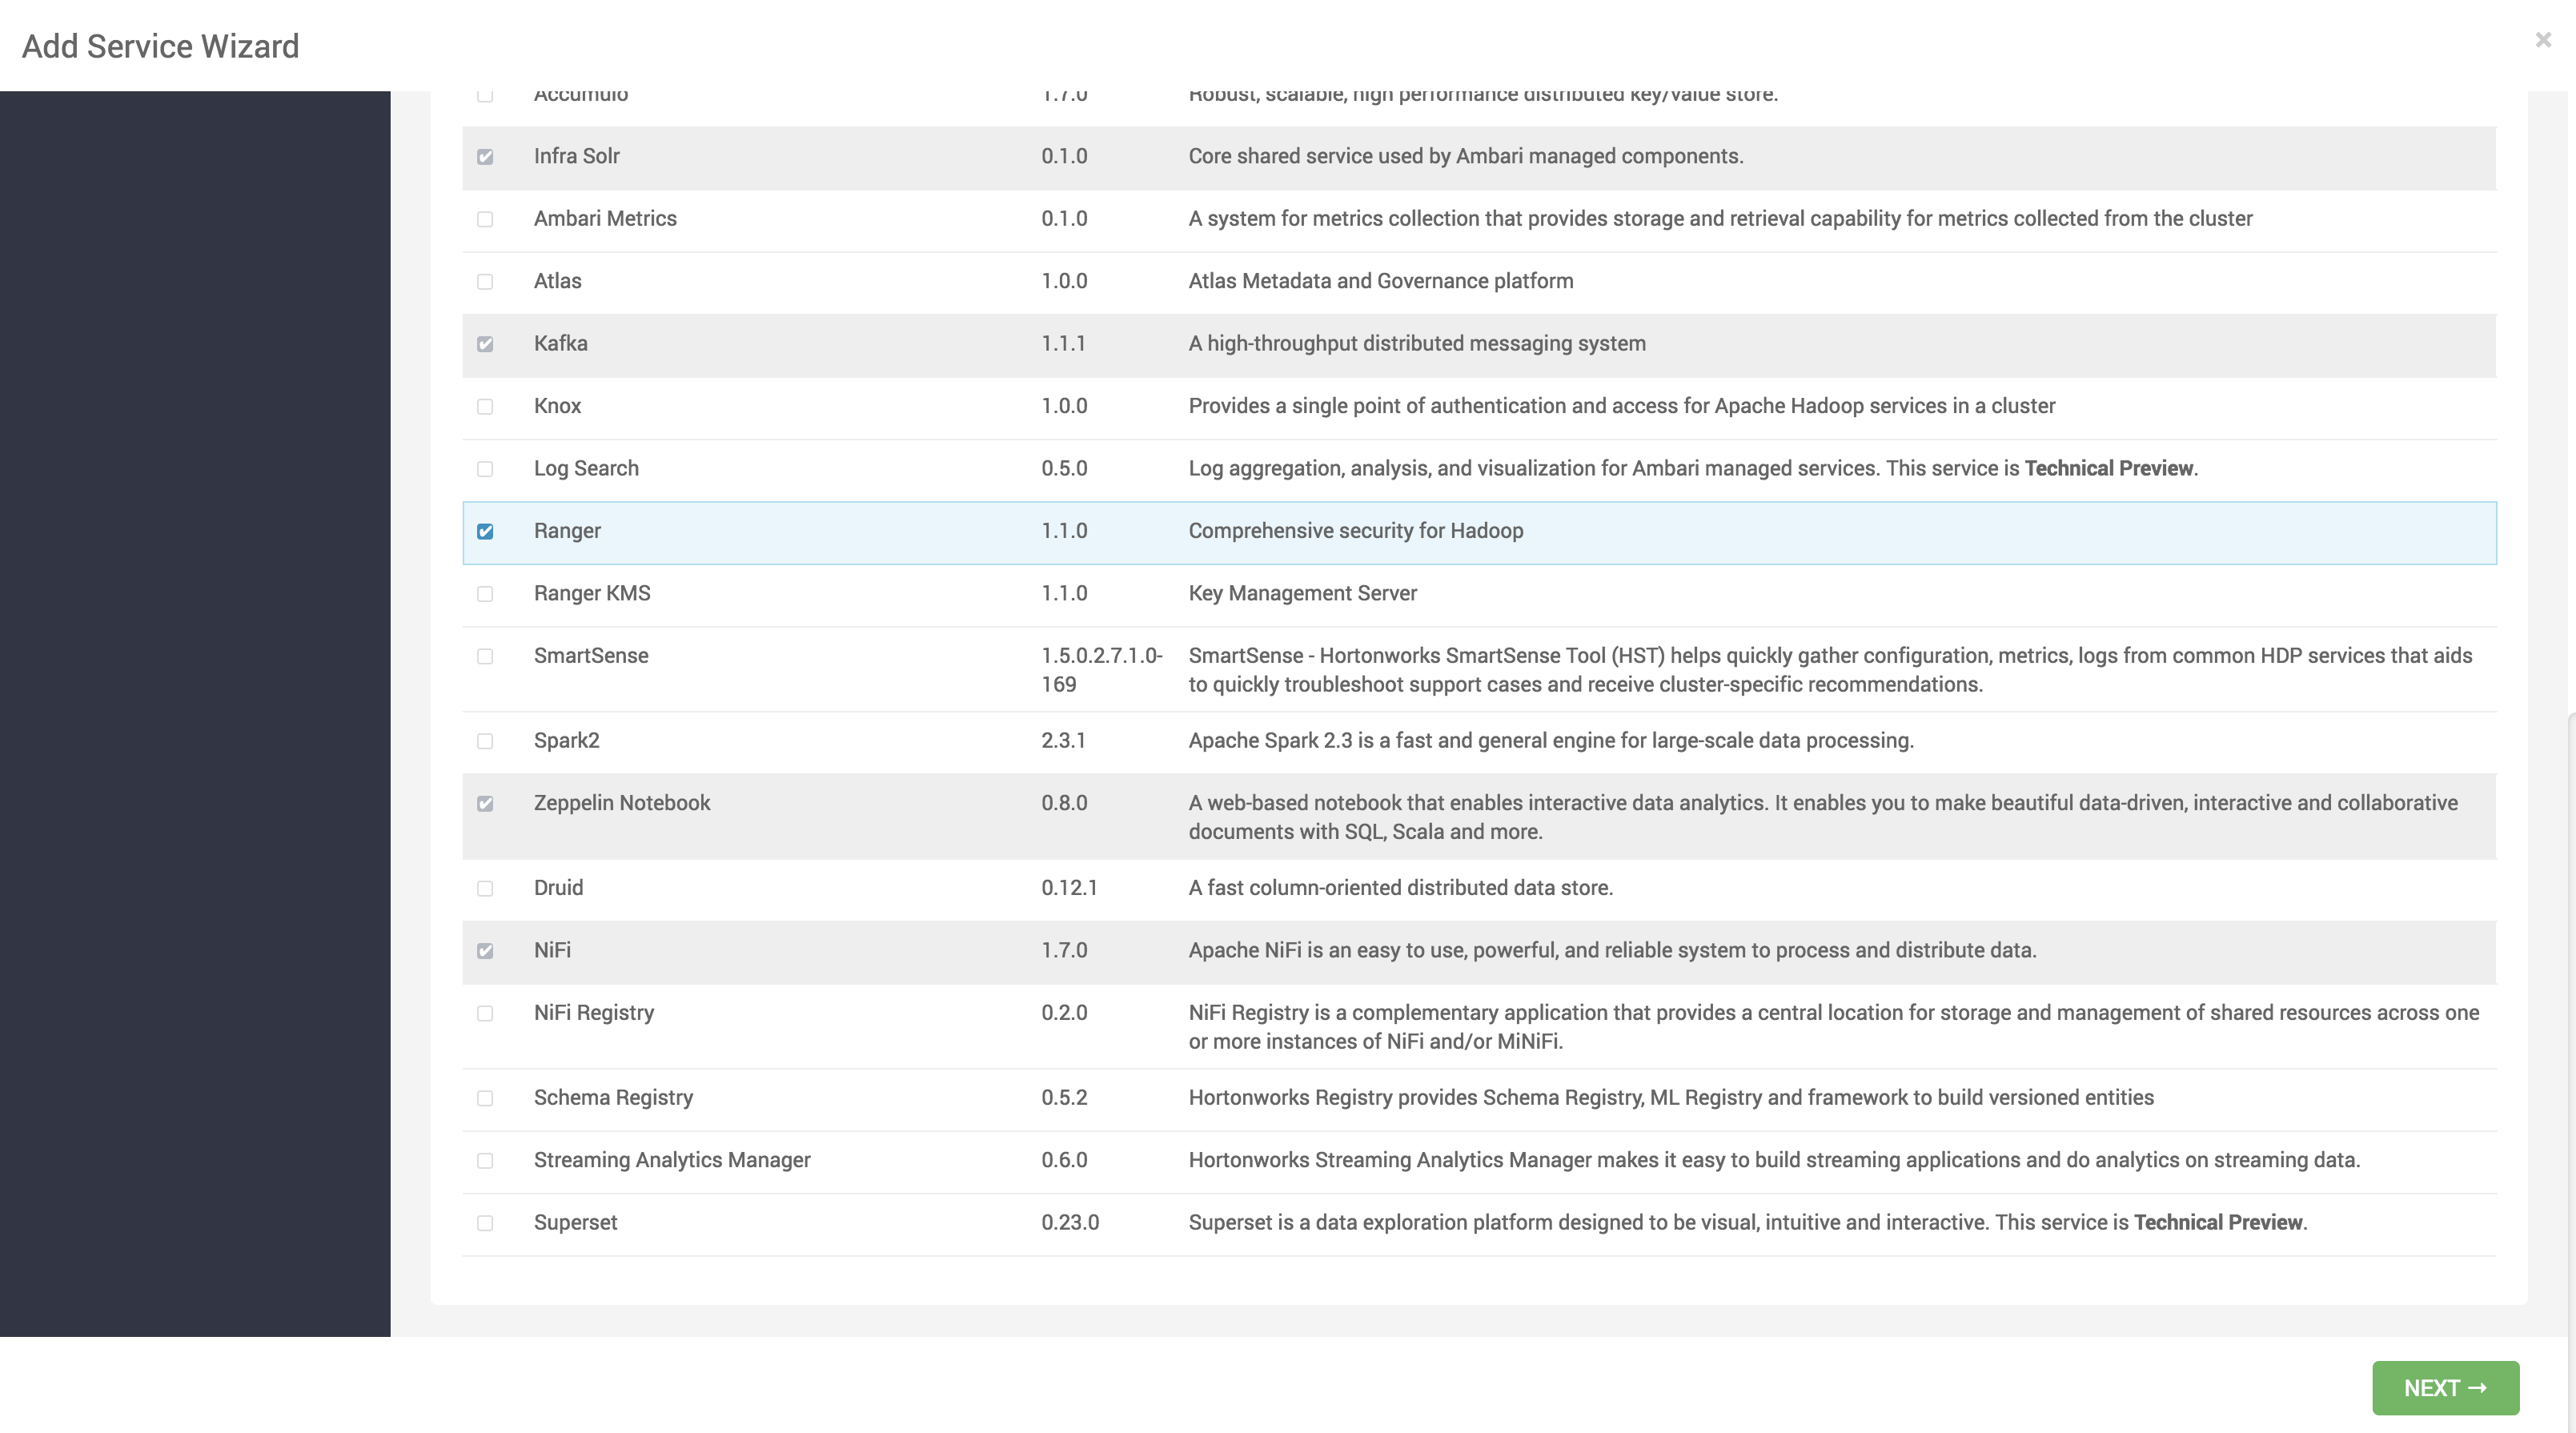 Add Service Wizard
×
Accumulo 1.7.0 Robust, scalable, high performance distributed key/value store.
Infra Solr 0.1.0 Core shared service used by Ambari managed components.
Ambari Metrics 0.1.0 A system for metrics collection that provides storage and retrieval capability for metrics collected from the cluster
Atlas 1.0.0 Atlas Metadata and Governance platform
Kafka 1.1.1 A high-throughput distributed messaging system
Knox 1.0.0 Provides a single point of authentication and access for Apache Hadoop services in a cluster
Log Search 0.5.0 Log aggregation, analysis, and visualization for Ambari managed services. This service is Technical Preview.
Ranger 1.1.0 Comprehensive security for Hadoop
Ranger KMS 1.1.0 Key Management Server
SmartSense 1.5.0.2.7.1.0- SmartSense - Hortonworks SmartSense Tool (HST) helps quickly gather configuration, metrics, logs from common HDP services that aids
169 to quickly troubleshoot support cases and receive cluster-specific recommendations.
Spark2 2.3.1 Apache Spark 2.3 is a fast and general engine for large-scale data processing.
Zeppelin Notebook 0.8.0 A web-based notebook that enables interactive data analytics. It enables you to make beautiful data-driven, interactive and collaborative
documents with SQL, Scala and more.
Druid 0.12.1 A fast column-oriented distributed data store.
NiFi 1.7.0 Apache NiFi is an easy to use, powerful, and reliable system to process and distribute data.
NiFi Registry 0.2.0 NiFi Registry is a complementary application that provides a central location for storage and management of shared resources across one
or more instances of NiFi and/or MiNiFi.
Schema Registry 0.5.2 Hortonworks Registry provides Schema Registry, ML Registry and framework to build versioned entities
Streaming Analytics Manager 0.6.0 Hortonworks Streaming Analytics Manager makes it easy to build streaming applications and do analytics on streaming data.
Superset 0.23.0 Superset is a data exploration platform designed to be visual, intuitive and interactive. This service is Technical Preview.
NEXT →